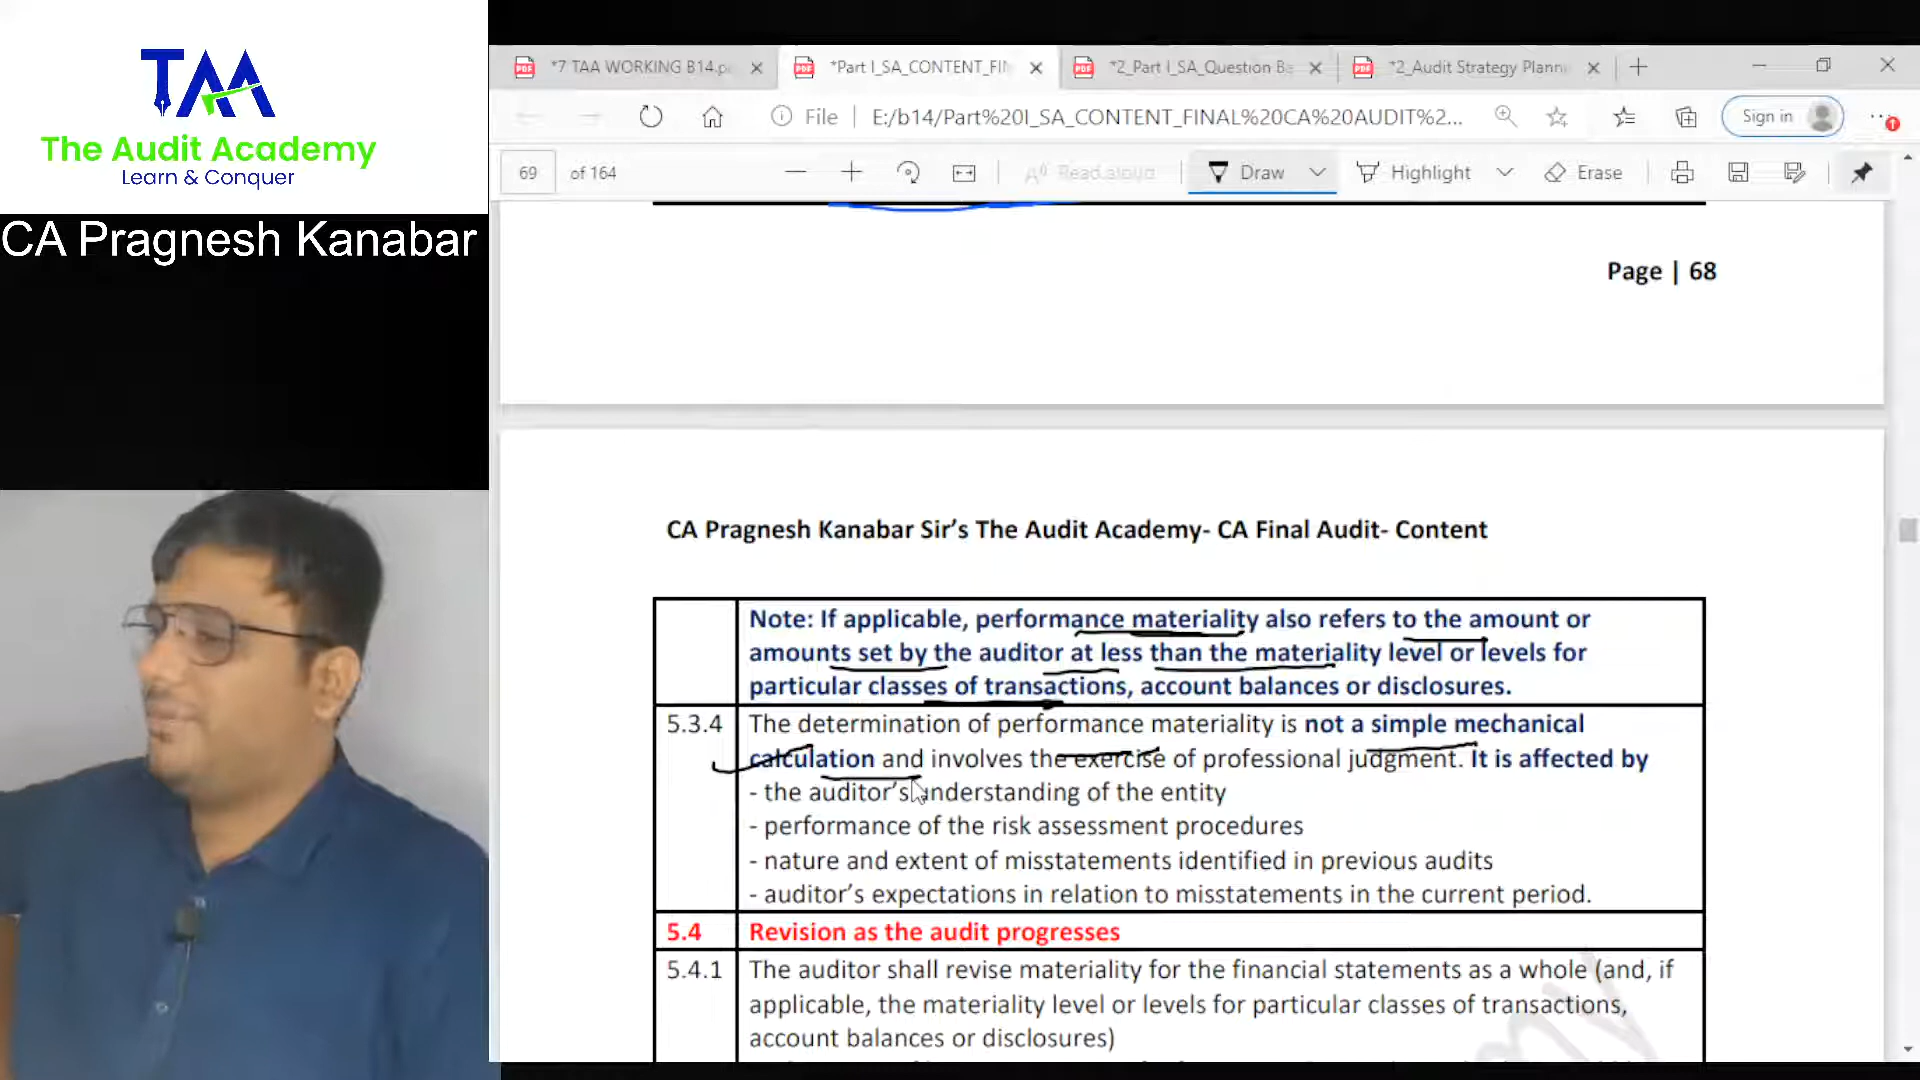 TAA
The Audit Academy
Learn & Conquer
CA Pragnesh Kanabar
*7 TAA WORKING B14.p
*Part I_SA_CONTENT_FIN
*2_Part I_SA_Question Ba
*2_Audit Strategy Planni
File
E:/b14/Part%20I_SA_CONTENT_FINAL%20CA%20AUDIT%2...
Sign in
69 of 164
Read aloud
Draw
Highlight
Erase
Page | 68
CA Pragnesh Kanabar Sir's The Audit Academy- CA Final Audit- Content
Note: If applicable, performance materiality also refers to the amount or
amounts set by the auditor at less than the materiality level or levels for
particular classes of transactions, account balances or disclosures.
5.3.4 The determination of performance materiality is not a simple mechanical
calculation and involves the exercise of professional judgment. It is affected by
- the auditor's understanding of the entity
- performance of the risk assessment procedures
- nature and extent of misstatements identified in previous audits
- auditor's expectations in relation to misstatements in the current period.
5.4 Revision as the audit progresses
5.4.1 The auditor shall revise materiality for the financial statements as a whole (and, if
applicable, the materiality level or levels for particular classes of transactions,
account balances or disclosures)